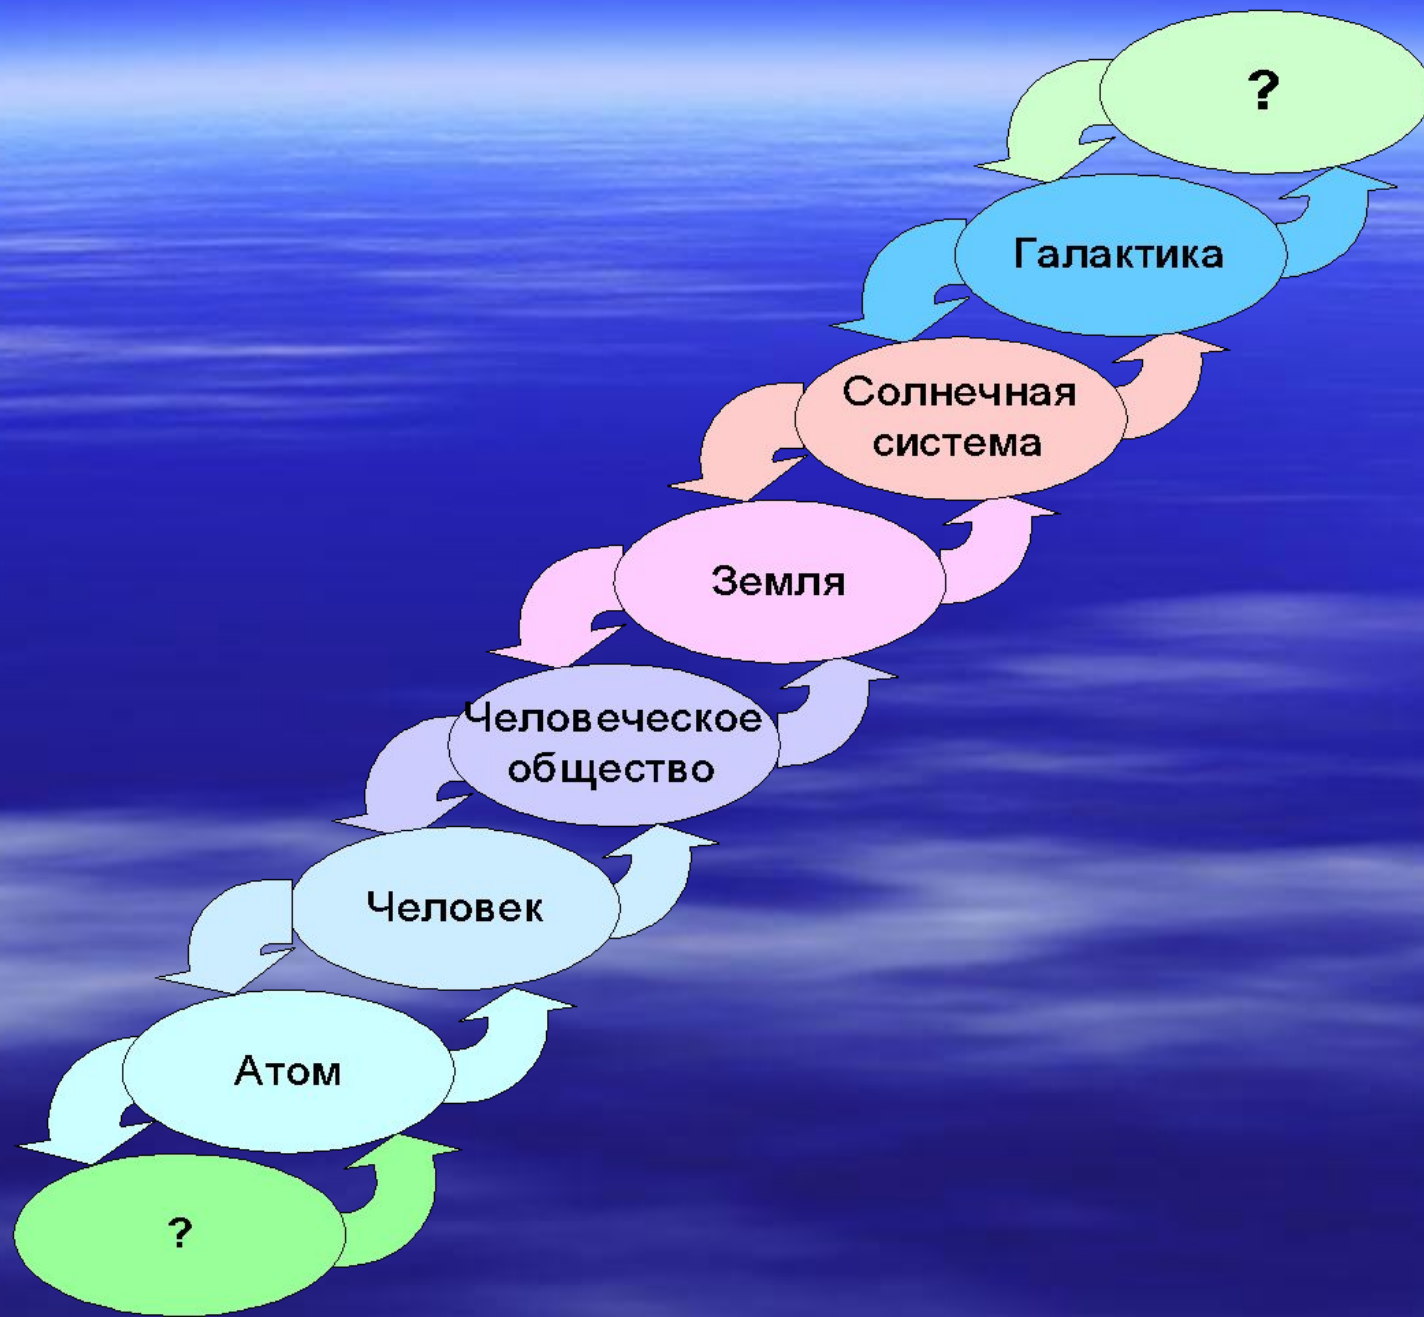 ?
Галактика
Солнечная
система
Земля
Человеческое
общество
Человек
Атом
?